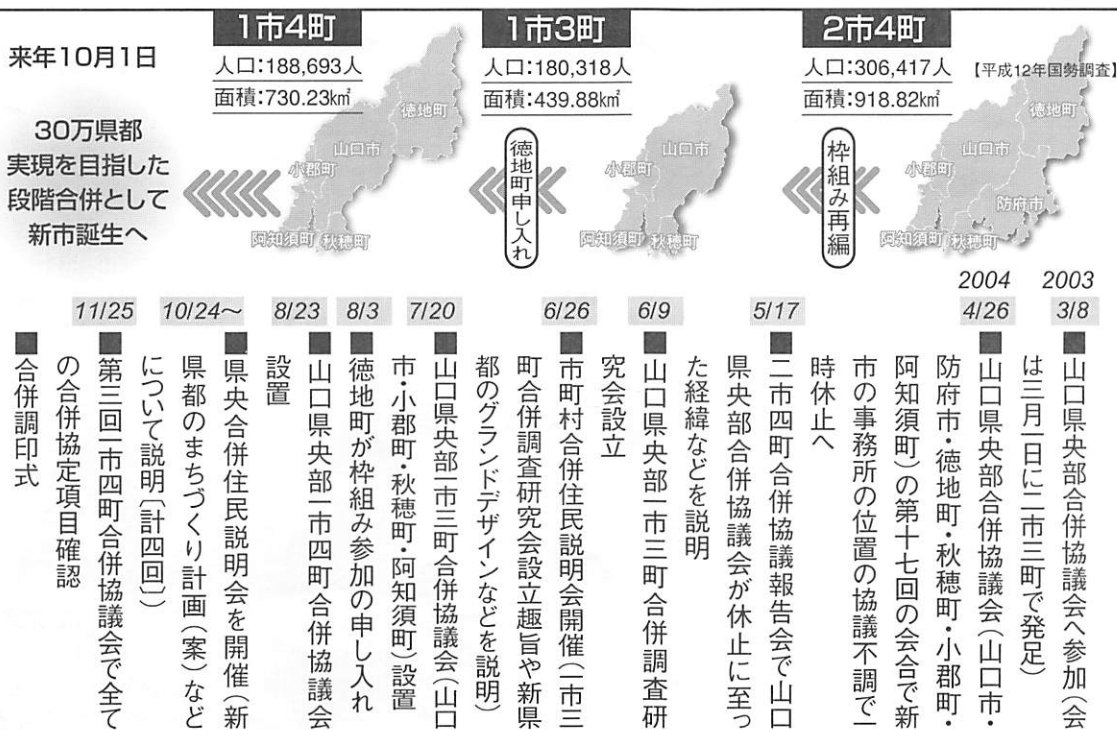 2市4町
人口:306,417人
面積:918.82k㎡
【平成12年国勢調査】
徳地町
山口市
小郡町
防府市
阿知須町
秋穂町
枠組み再編
1市3町
人口:180,318人
面積:439.88k㎡
山口市
小郡町
阿知須町
秋穂町
徳地町申し入れ
1市4町
人口:188,693人
面積:730.23k㎡
徳地町
山口市
小郡町
阿知須町
秋穂町
来年10月1日
30万県都
実現を目指した
段階合併として
新市誕生へ
2003
3/8
■山口県央部合併協議会へ参加(会
は三月一日に二市三町で発足)
2004
4/26
■山口県央部合併協議会(山口市・
防府市・徳地町・秋穂町・小郡町・
阿知須町)の第十七回の会合で新
市の事務所の位置の協議不調で一
時休止へ
5/17
■二市四町合併協議報告会で山口
県央部合併協議会が休止に至っ
た経緯などを説明
6/9
■山口県央部一市三町合併調査研
究会設立
6/26
■市町村合併住民説明会開催(一市三
町合併調査研究会設立趣旨や新県
都のグランドデザインなどを説明)
7/20
■山口県央部一市三町合併協議会(山口
市・小郡町・秋穂町・阿知須町)設置
8/3
■徳地町が枠組み参加の申し入れ
8/23
■山口県央部一市四町合併協議会
設置
10/24～
■県央合併住民説明会を開催(新
県都のまちづくり計画(案)など
について説明〔計四回〕)
11/25
■第三回一市四町合併協議会で全て
の合併協定項目確認
■合併調印式